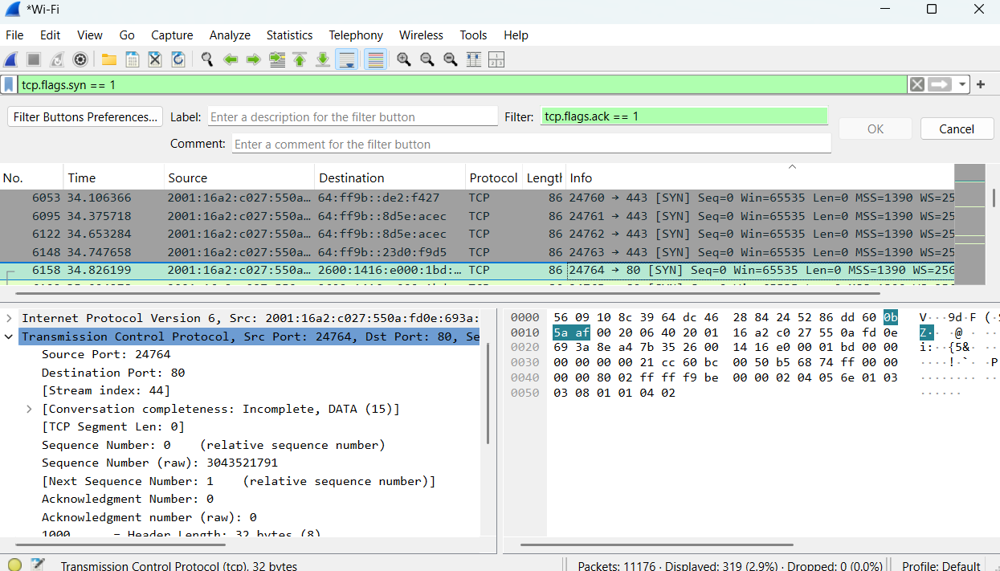 *Wi-Fi
File Edit View Go Capture Analyze Statistics Telephony Wireless Tools Help
tcp.flags.syn == 1
Filter Buttons Preferences... Label: Enter a description for the filter button Filter: tcp.flags.ack == 1 OK Cancel
Comment: Enter a comment for the filter button
No. Time Source Destination Protocol Length Info
6053 34.106366 2001:16a2:c027:550a… 64:ff9b::de2:f427 TCP 86 24760 → 443 [SYN] Seq=0 Win=65535 Len=0 MSS=1390 WS=25
6095 34.375718 2001:16a2:c027:550a… 64:ff9b::8d5e:acec TCP 86 24761 → 443 [SYN] Seq=0 Win=65535 Len=0 MSS=1390 WS=25
6122 34.653284 2001:16a2:c027:550a… 64:ff9b::8d5e:acec TCP 86 24762 → 443 [SYN] Seq=0 Win=65535 Len=0 MSS=1390 WS=25
6148 34.747658 2001:16a2:c027:550a… 64:ff9b::23d0:f9d5 TCP 86 24763 → 443 [SYN] Seq=0 Win=65535 Len=0 MSS=1390 WS=25
6158 34.826199 2001:16a2:c027:550a… 2600:1416:e000:1bd:… TCP 86 24764 → 80 [SYN] Seq=0 Win=65535 Len=0 MSS=1390 WS=256
Internet Protocol Version 6, Src: 2001:16a2:c027:550a:fd0e:693a:
Transmission Control Protocol, Src Port: 24764, Dst Port: 80, Se
Source Port: 24764
Destination Port: 80
[Stream index: 44]
[Conversation completeness: Incomplete, DATA (15)]
[TCP Segment Len: 0]
Sequence Number: 0 (relative sequence number)
Sequence Number (raw): 3043521791
[Next Sequence Number: 1 (relative sequence number)]
Acknowledgment Number: 0
Acknowledgment number (raw): 0
1000 .... = Header Length: 32 bytes (8)
0000 56 09 10 8c 39 64 dc 46 28 84 24 52 86 dd 60 0b V···9d·F (·
0010 5a af 00 20 06 40 20 01 16 a2 c0 27 55 0a fd 0e Z·· ·@ ·
0020 69 3a 8e a4 7b 35 26 00 14 16 e0 00 01 bd 00 00 i:··{5&·
0030 00 00 00 00 21 cc 60 bc 00 50 b5 68 74 ff 00 00 ····!·`· ·P
0040 00 00 80 02 ff ff f9 be 00 00 02 04 05 6e 01 03 ········ ··
0050 03 08 01 01 04 02 ······
Transmission Control Protocol (tcp), 32 bytes Packets: 11176 · Displayed: 319 (2.9%) · Dropped: 0 (0.0%) Profile: Default